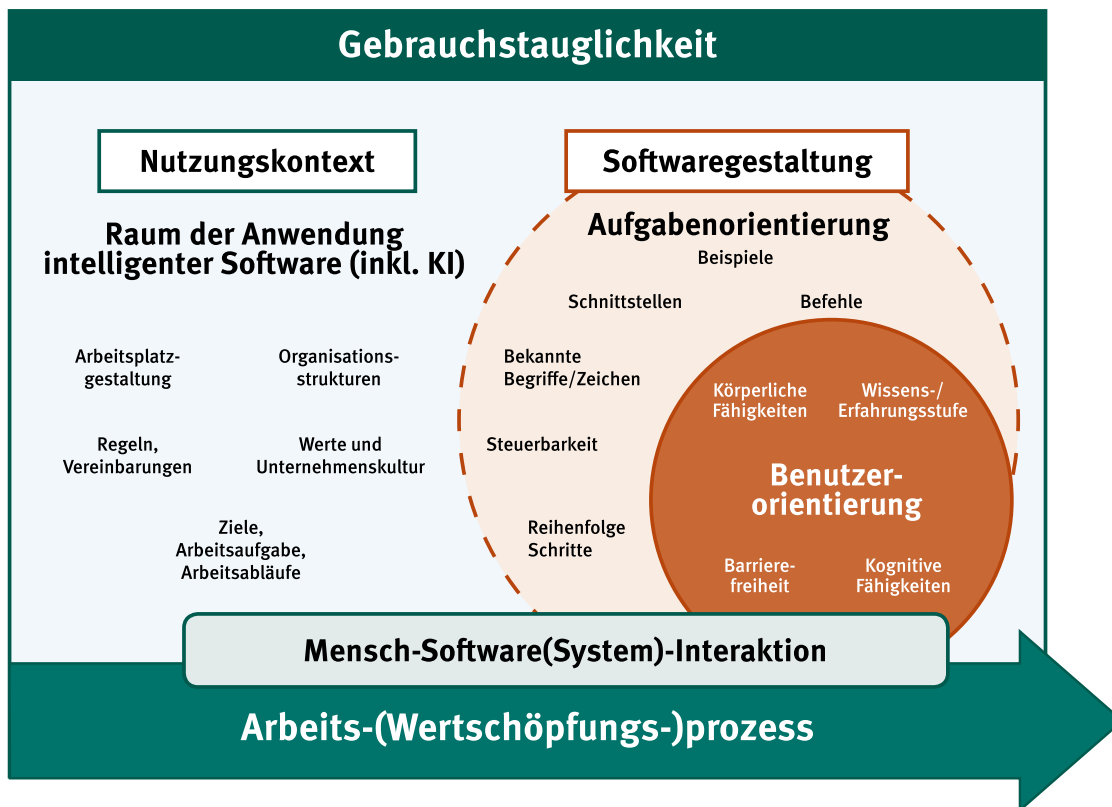 Gebrauchstauglichkeit
Nutzungskontext
Raum der Anwendung
intelligenter Software (inkl. KI)
Arbeitsplatz-
gestaltung
Organisations-
strukturen
Regeln,
Vereinbarungen
Werte und
Unternehmenskultur
Ziele,
Arbeitsaufgabe,
Arbeitsabläufe
Softwaregestaltung
Aufgabenorientierung
Beispiele
Schnittstellen
Befehle
Bekannte
Begriffe/Zeichen
Steuerbarkeit
Reihenfolge
Schritte
Körperliche
Fähigkeiten
Wissens-/
Erfahrungsstufe
Benutzer-
orientierung
Barriere-
freiheit
Kognitive
Fähigkeiten
Mensch-Software(System)-Interaktion
Arbeits-(Wertschöpfungs-)prozess